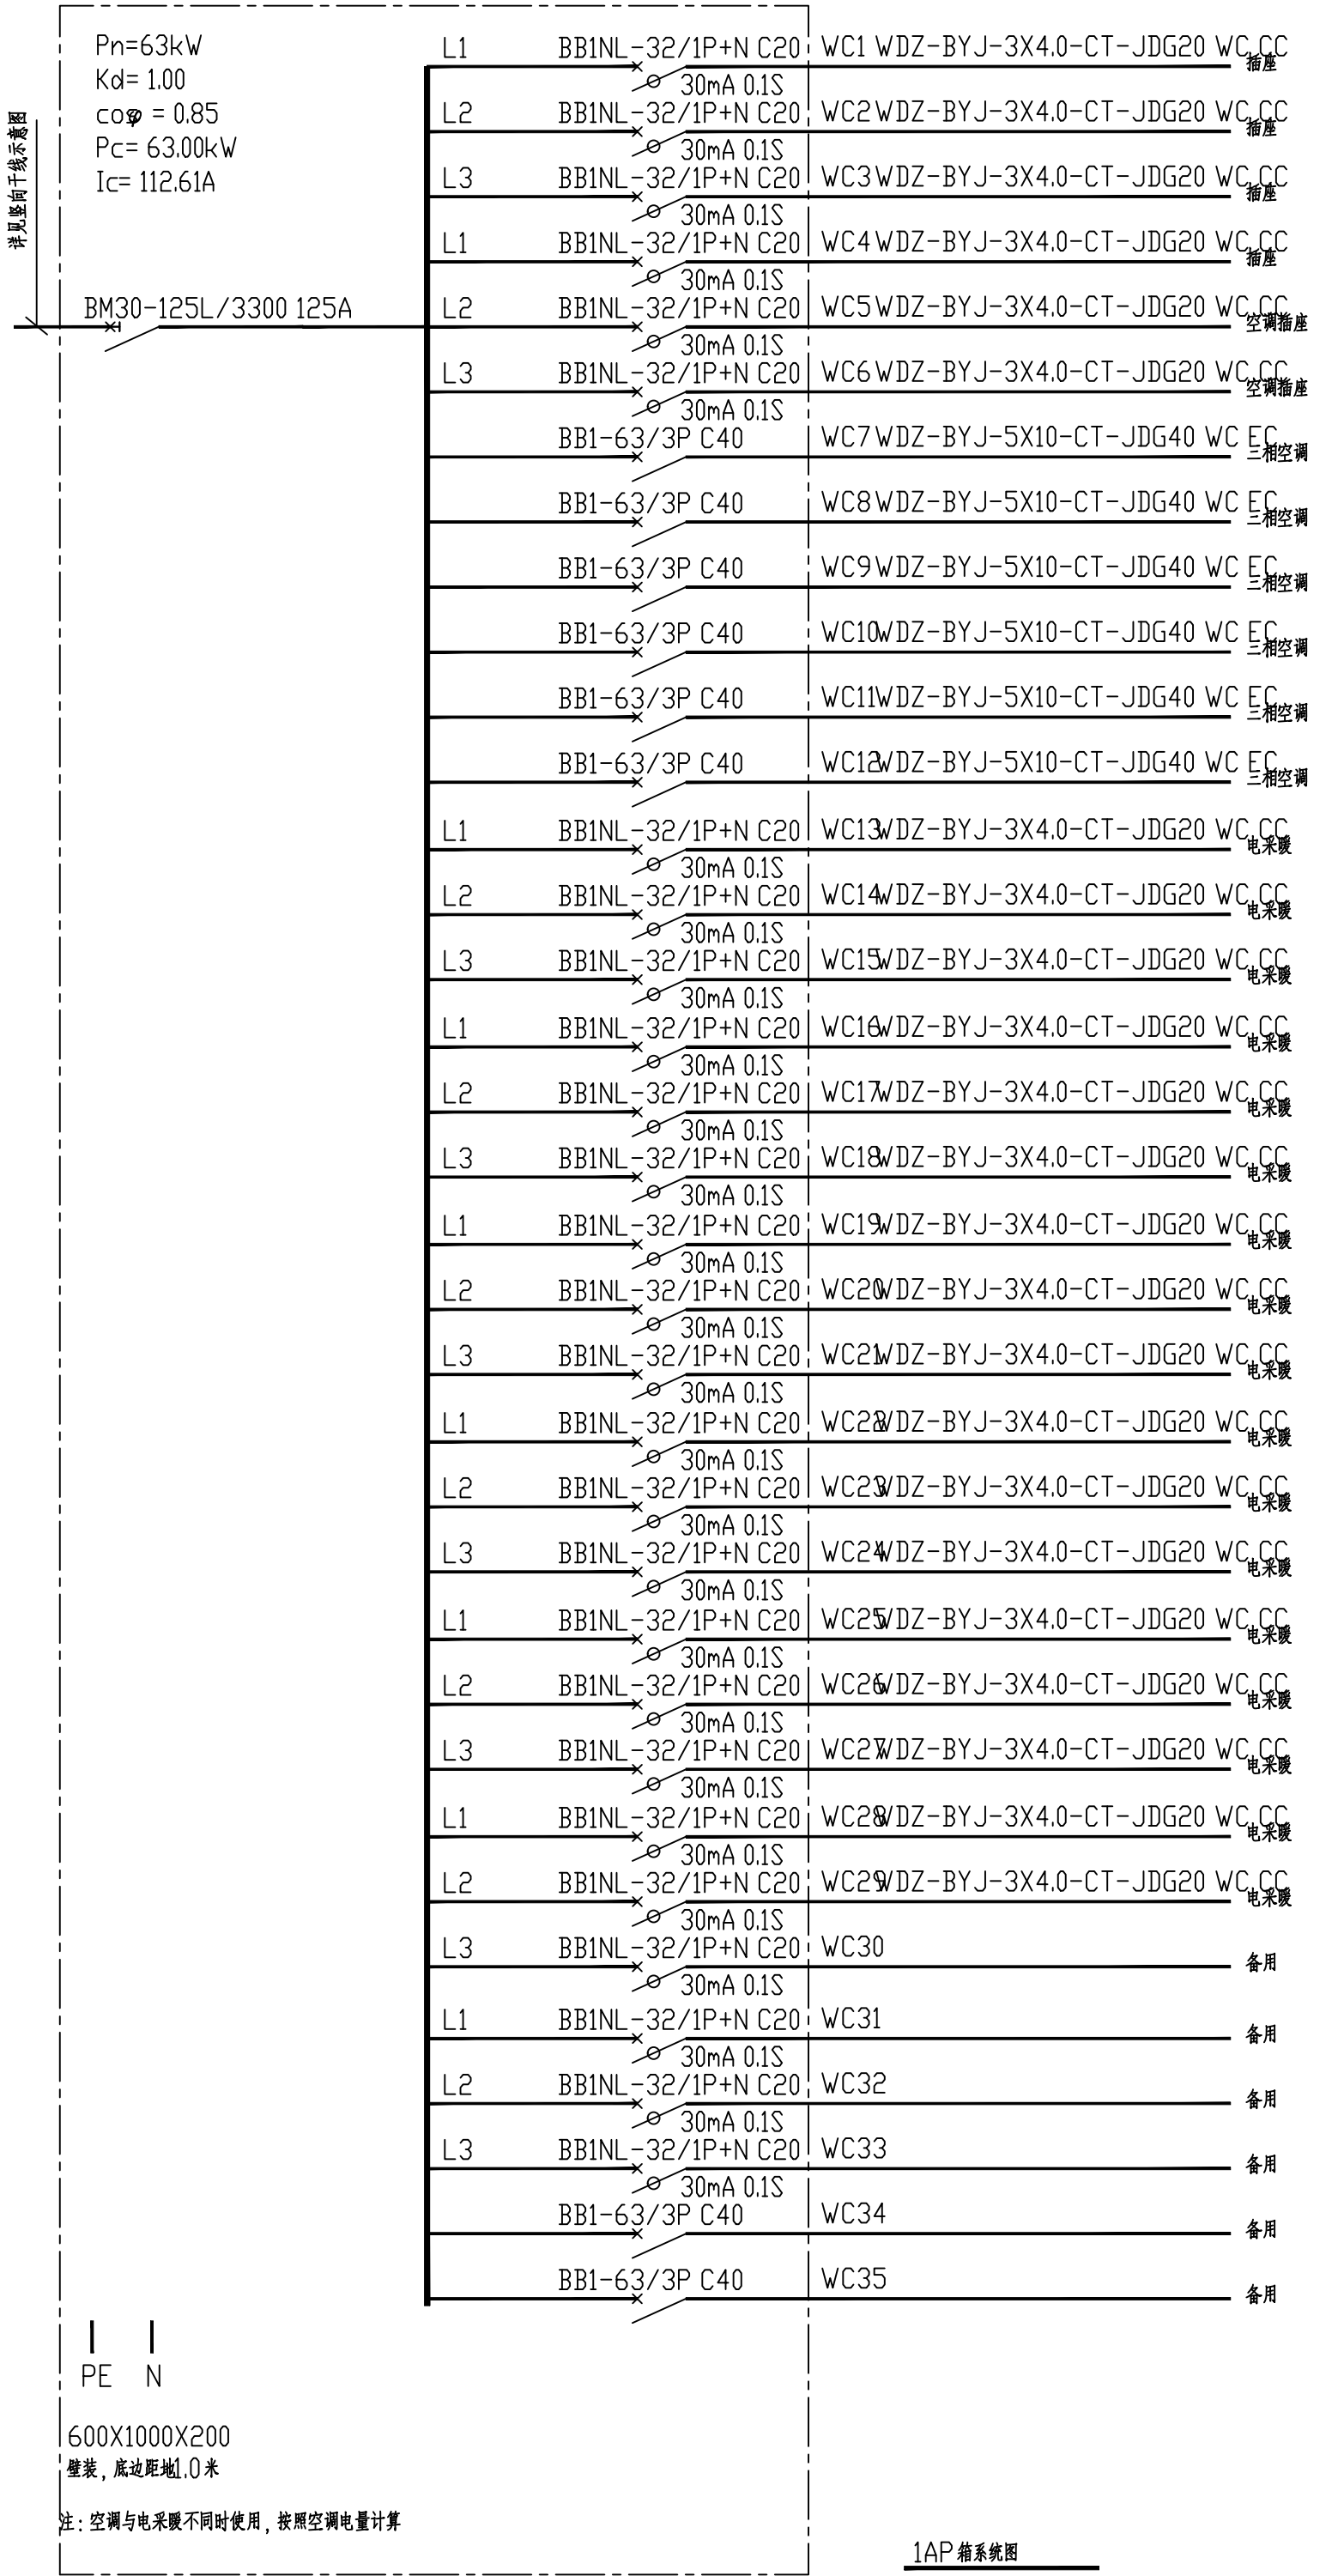 Pn=63kW
Kd= 1.00
cosφ = 0.85
Pc= 63.00kW
Ic= 112.61A
详见竖向干线示意图
BM30-125L/3300 125A
L1 BB1NL-32/1P+N C20 WC1 WDZ-BYJ-3X4.0-CT-JDG20 WC,CC 插座
30mA 0.1S
L2 BB1NL-32/1P+N C20 WC2 WDZ-BYJ-3X4.0-CT-JDG20 WC,CC 插座
30mA 0.1S
L3 BB1NL-32/1P+N C20 WC3 WDZ-BYJ-3X4.0-CT-JDG20 WC,CC 插座
30mA 0.1S
L1 BB1NL-32/1P+N C20 WC4 WDZ-BYJ-3X4.0-CT-JDG20 WC,CC 插座
30mA 0.1S
L2 BB1NL-32/1P+N C20 WC5 WDZ-BYJ-3X4.0-CT-JDG20 WC,CC 空调插座
30mA 0.1S
L3 BB1NL-32/1P+N C20 WC6 WDZ-BYJ-3X4.0-CT-JDG20 WC,CC 空调插座
30mA 0.1S
BB1-63/3P C40 WC7 WDZ-BYJ-5X10-CT-JDG40 WC FC 三相空调
BB1-63/3P C40 WC8 WDZ-BYJ-5X10-CT-JDG40 WC FC 三相空调
BB1-63/3P C40 WC9 WDZ-BYJ-5X10-CT-JDG40 WC FC 三相空调
BB1-63/3P C40 WC10 WDZ-BYJ-5X10-CT-JDG40 WC FC 三相空调
BB1-63/3P C40 WC11 WDZ-BYJ-5X10-CT-JDG40 WC FC 三相空调
BB1-63/3P C40 WC12 WDZ-BYJ-5X10-CT-JDG40 WC FC 三相空调
L1 BB1NL-32/1P+N C20 WC13 WDZ-BYJ-3X4.0-CT-JDG20 WC,CC 电采暖
30mA 0.1S
L2 BB1NL-32/1P+N C20 WC14 WDZ-BYJ-3X4.0-CT-JDG20 WC,CC 电采暖
30mA 0.1S
L3 BB1NL-32/1P+N C20 WC15 WDZ-BYJ-3X4.0-CT-JDG20 WC,CC 电采暖
30mA 0.1S
L1 BB1NL-32/1P+N C20 WC16 WDZ-BYJ-3X4.0-CT-JDG20 WC,CC 电采暖
30mA 0.1S
L2 BB1NL-32/1P+N C20 WC17 WDZ-BYJ-3X4.0-CT-JDG20 WC,CC 电采暖
30mA 0.1S
L3 BB1NL-32/1P+N C20 WC18 WDZ-BYJ-3X4.0-CT-JDG20 WC,CC 电采暖
30mA 0.1S
L1 BB1NL-32/1P+N C20 WC19 WDZ-BYJ-3X4.0-CT-JDG20 WC,CC 电采暖
30mA 0.1S
L2 BB1NL-32/1P+N C20 WC20 WDZ-BYJ-3X4.0-CT-JDG20 WC,CC 电采暖
30mA 0.1S
L3 BB1NL-32/1P+N C20 WC21 WDZ-BYJ-3X4.0-CT-JDG20 WC,CC 电采暖
30mA 0.1S
L1 BB1NL-32/1P+N C20 WC22 WDZ-BYJ-3X4.0-CT-JDG20 WC,CC 电采暖
30mA 0.1S
L2 BB1NL-32/1P+N C20 WC23 WDZ-BYJ-3X4.0-CT-JDG20 WC,CC 电采暖
30mA 0.1S
L3 BB1NL-32/1P+N C20 WC24 WDZ-BYJ-3X4.0-CT-JDG20 WC,CC 电采暖
30mA 0.1S
L1 BB1NL-32/1P+N C20 WC25 WDZ-BYJ-3X4.0-CT-JDG20 WC,CC 电采暖
30mA 0.1S
L2 BB1NL-32/1P+N C20 WC26 WDZ-BYJ-3X4.0-CT-JDG20 WC,CC 电采暖
30mA 0.1S
L3 BB1NL-32/1P+N C20 WC27 WDZ-BYJ-3X4.0-CT-JDG20 WC,CC 电采暖
30mA 0.1S
L1 BB1NL-32/1P+N C20 WC28 WDZ-BYJ-3X4.0-CT-JDG20 WC,CC 电采暖
30mA 0.1S
L2 BB1NL-32/1P+N C20 WC29 WDZ-BYJ-3X4.0-CT-JDG20 WC,CC 电采暖
30mA 0.1S
L3 BB1NL-32/1P+N C20 WC30 备用
30mA 0.1S
L1 BB1NL-32/1P+N C20 WC31 备用
30mA 0.1S
L2 BB1NL-32/1P+N C20 WC32 备用
30mA 0.1S
L3 BB1NL-32/1P+N C20 WC33 备用
30mA 0.1S
BB1-63/3P C40 WC34 备用
BB1-63/3P C40 WC35 备用
PE N
600X1000X200
壁装，底边距地1.0米
注：空调与电采暖不同时使用，按照空调电量计算
1AP箱系统图